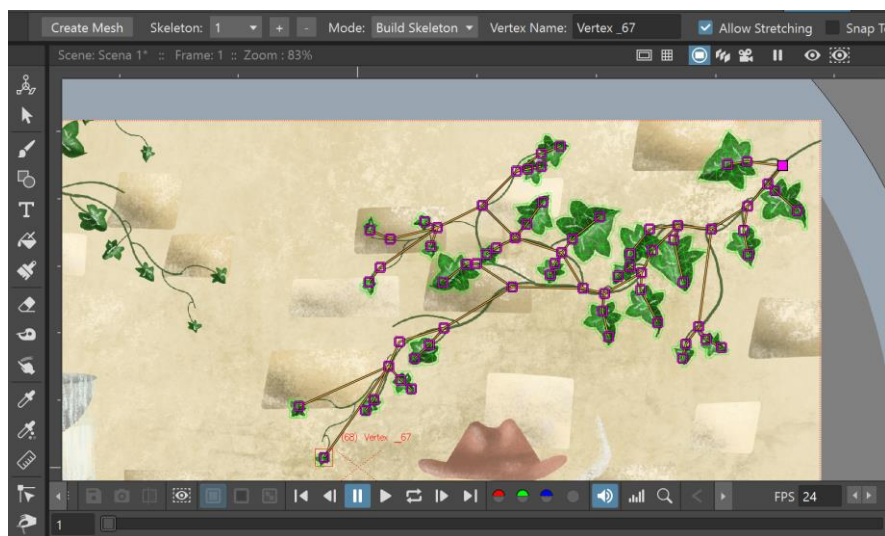 Create Mesh Skeleton: 1 + - Mode: Build Skeleton Vertex Name: Vertex _67 Allow Stretching Snap To
Scene: Scena 1* :: Frame: 1 :: Zoom : 83%
T
(68) Vertex _67
FPS 24
1